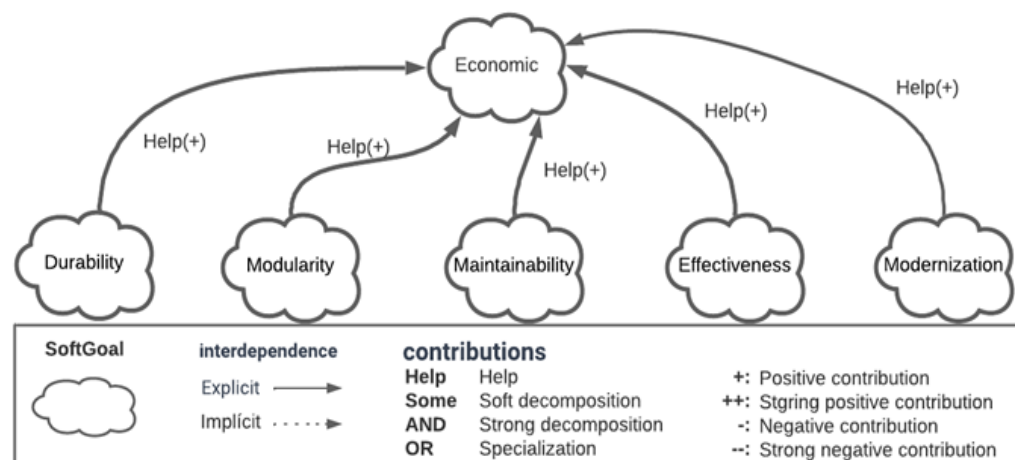 Economic
Help(+)
Help(+)
Help(+)
Help(+)
Help(+)
Durability
Modularity
Maintainability
Effectiveness
Modernization
SoftGoal
interdependence
Explicit
Implícit
contributions
Help Help
Some Soft decomposition
AND Strong decomposition
OR Specialization
+: Positive contribution
++: Stgring positive contribution
-: Negative contribution
--: Strong negative contribution